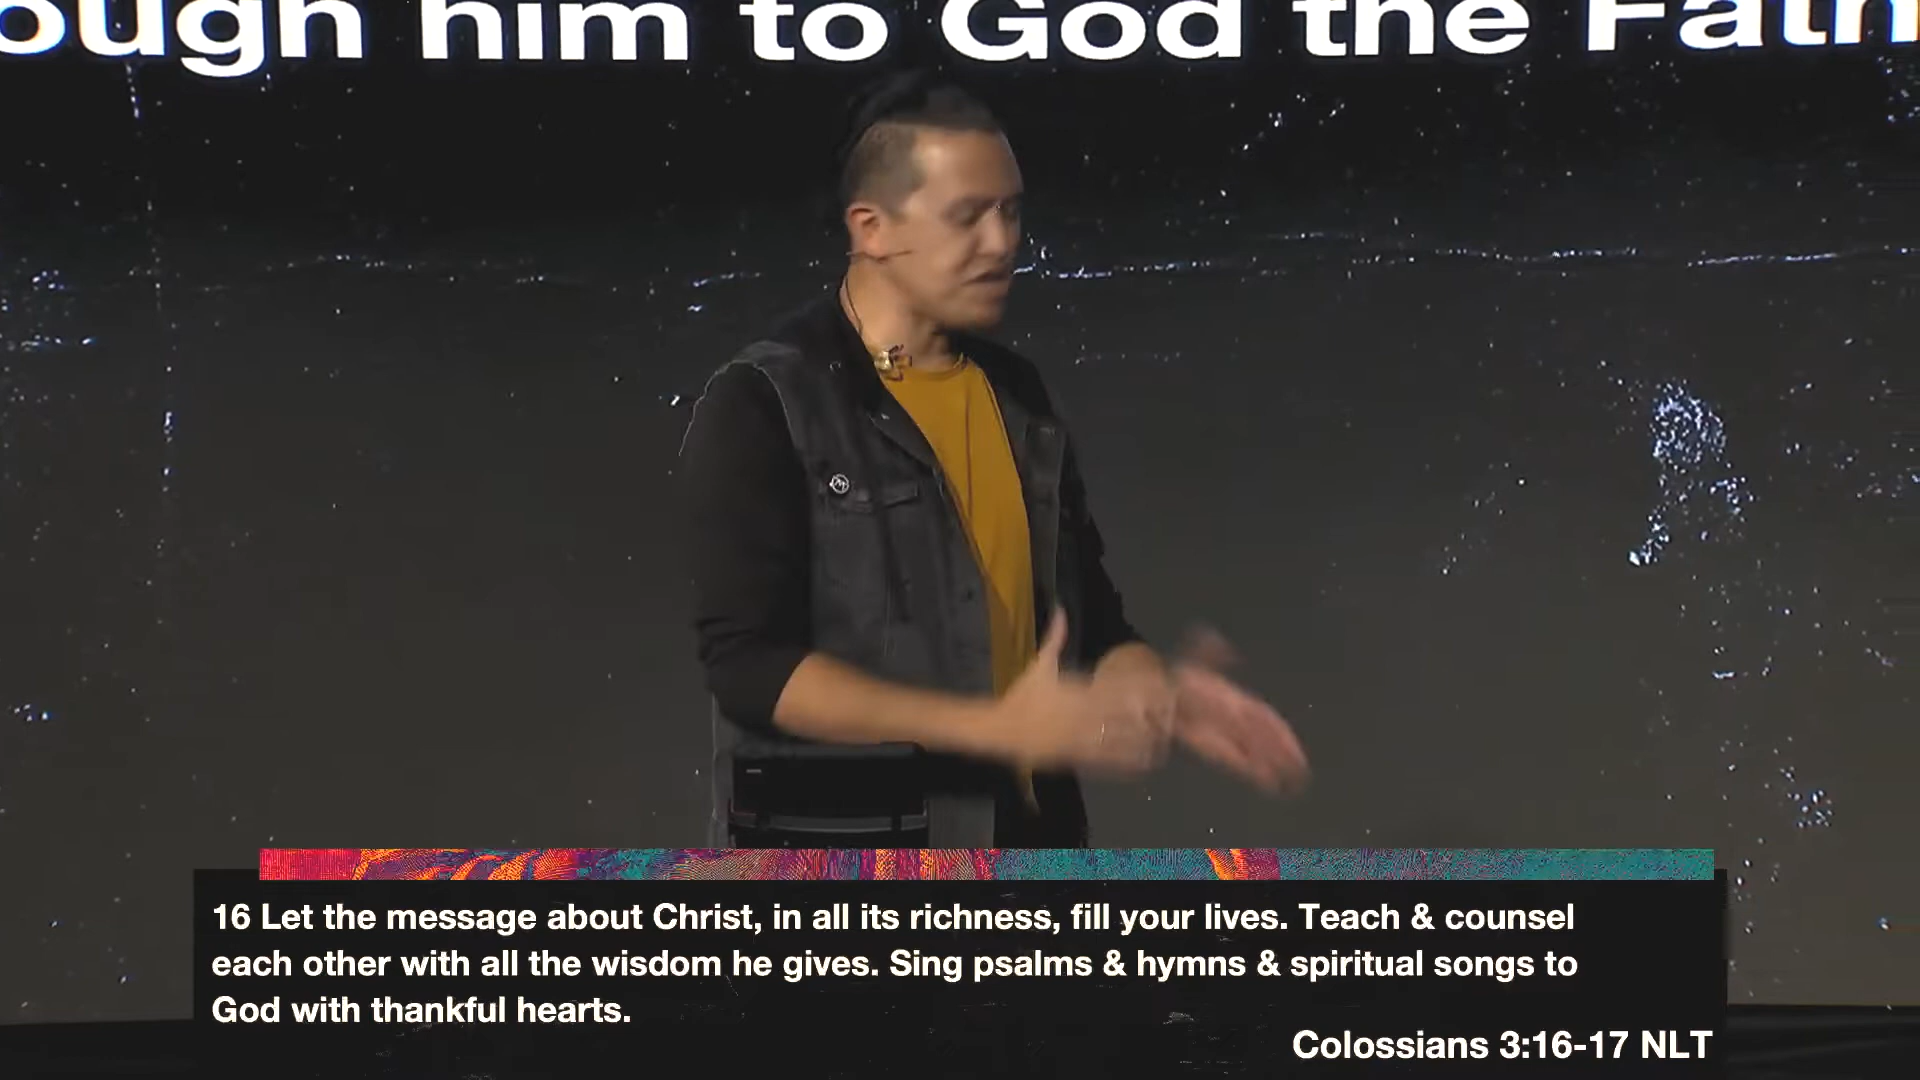 him to God the
16 Let the message about Christ, in all its richness, fill your lives. Teach & counsel
each other with all the wisdom he gives. Sing psalms & hymns & spiritual songs to
God with thankful hearts.
Colossians 3:16-17 NLT